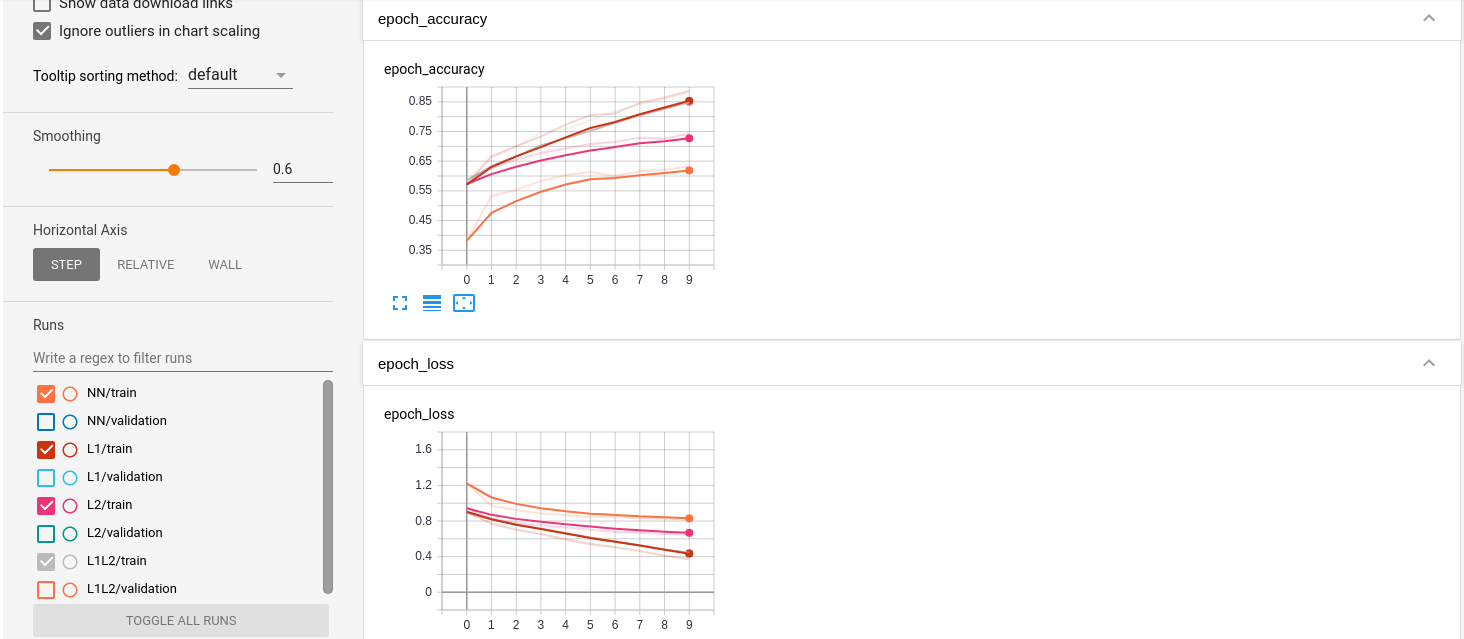 Show data download links
Ignore outliers in chart scaling
Tooltip sorting method: default
Smoothing
0.6
Horizontal Axis
STEP RELATIVE WALL
Runs
Write a regex to filter runs
NN/train
NN/validation
L1/train
L1/validation
L2/train
L2/validation
L1L2/train
L1L2/validation
TOGGLE ALL RUNS
epoch_accuracy
epoch_accuracy
0.85
0.75
0.65
0.55
0.45
0.35
0 1 2 3 4 5 6 7 8 9
epoch_loss
epoch_loss
1.6
1.2
0.8
0.4
0
0 1 2 3 4 5 6 7 8 9